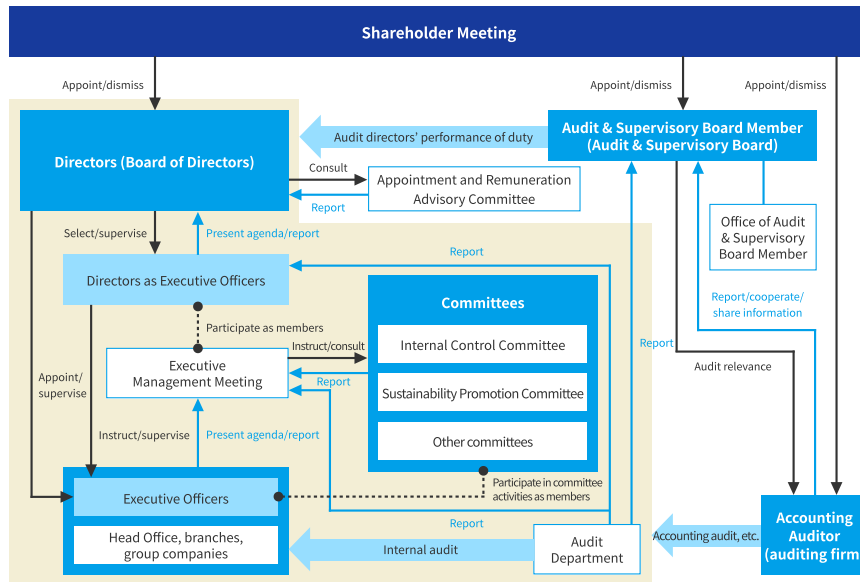 Shareholder Meeting
Appoint/dismiss
Appoint/dismiss
Appoint/dismiss
Directors (Board of Directors)
Audit directors' performance of duty
Audit & Supervisory Board Member
(Audit & Supervisory Board)
Consult
Report
Appointment and Remuneration
Advisory Committee
Office of Audit
& Supervisory
Board Member
Select/supervise
Present agenda/report
Report
Directors as Executive Officers
Committees
Report/cooperate/
share information
Participate as members
Internal Control Committee
Instruct/consult
Report
Executive
Management Meeting
Report
Audit relevance
Appoint/
supervise
Sustainability Promotion Committee
Instruct/supervise
Present agenda/report
Other committees
Participate in committee
activities as members
Executive Officers
Report
Head Office, branches,
group companies
Internal audit
Audit
Department
Accounting audit, etc.
Accounting
Auditor
(auditing firm